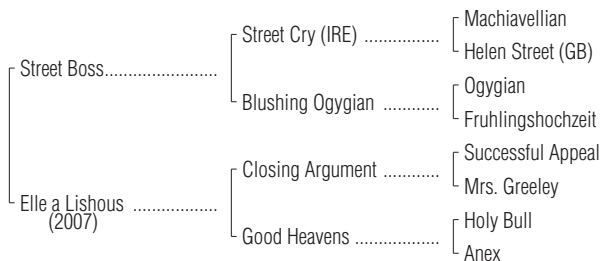 Machiavellian
Street Cry (IRE) ..................
Helen Street (GB)
Street Boss...........................
Ogygian
Blushing Ogygian .............
Fruhlingshochzeit
Successful Appeal
Closing Argument .............
Mrs. Greeley
Elle a Lishous ....................
(2007)
Holy Bull
Good Heavens ....................
Anex